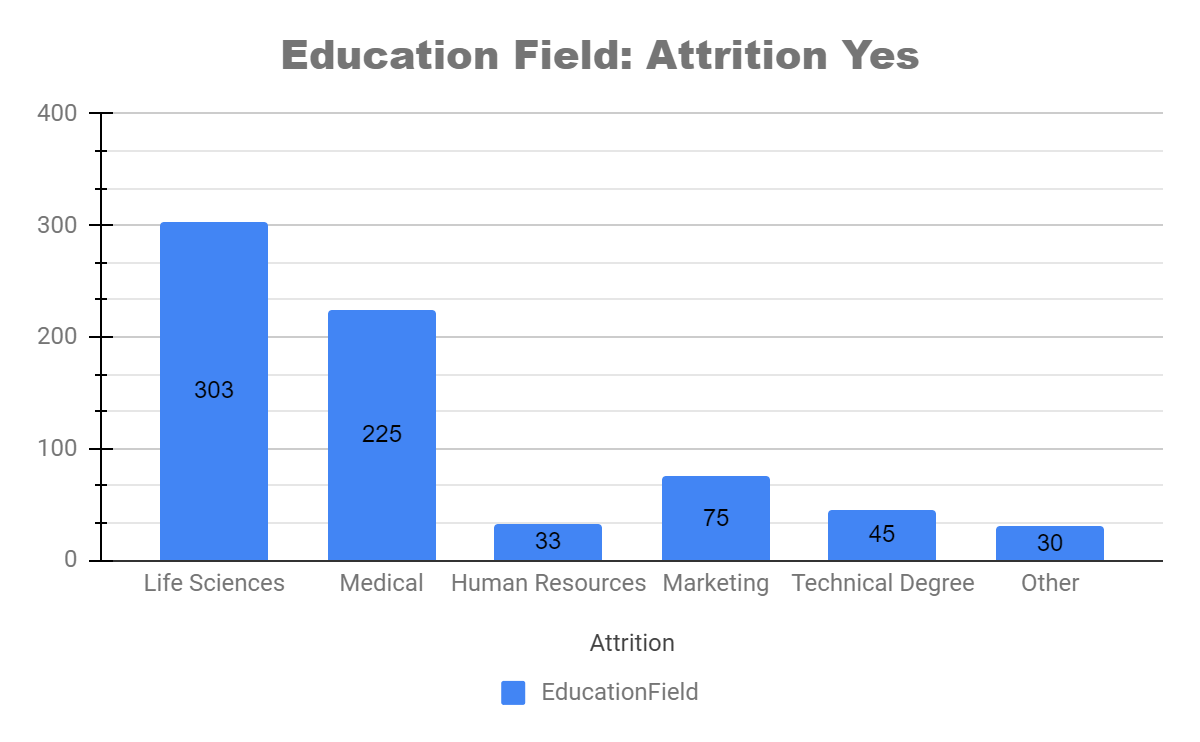 Education Field: Attrition Yes
400
300
200
100
0
303
225
33
75
45
30
Life Sciences
Medical
Human Resources
Marketing
Technical Degree
Other
Attrition
EducationField